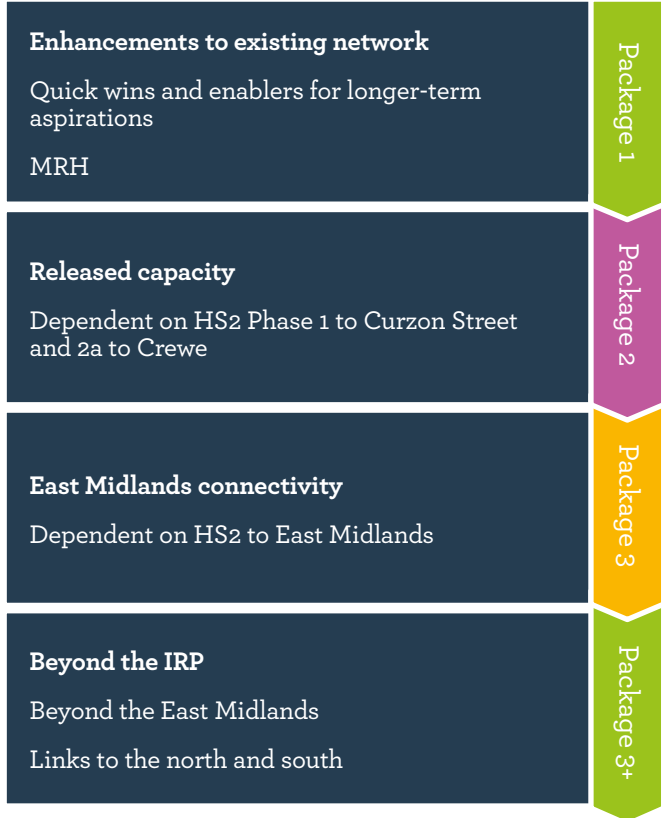 Enhancements to existing network
Quick wins and enablers for longer-term
aspirations
MRH
Package 1
Released capacity
Dependent on HS2 Phase 1 to Curzon Street
and 2a to Crewe
Package 2
East Midlands connectivity
Dependent on HS2 to East Midlands
Package 3
Beyond the IRP
Beyond the East Midlands
Links to the north and south
Package 3+